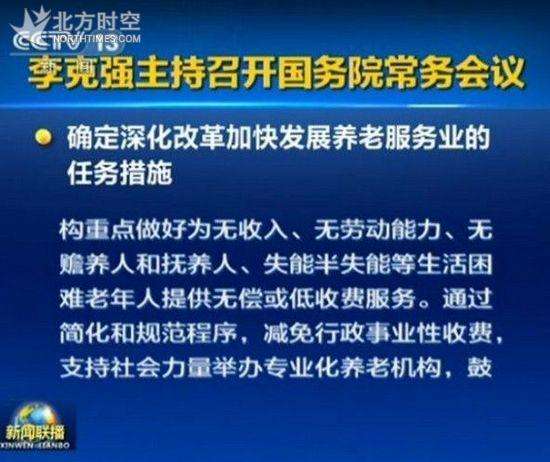 北方时空
NORTHTIMES.COM
CCTV 13
新闻
李克强主持召开国务院常务会议
确定深化改革加快发展养老服务业的
任务措施
构重点做好为无收入、无劳动能力、无
赡养人和抚养人、失能半失能等生活困
难老年人提供无偿或低收费服务。通过
简化和规范程序，减免行政事业性收费，
支持社会力量举办专业化养老机构，鼓
新闻联播
XINWEN LIANBO